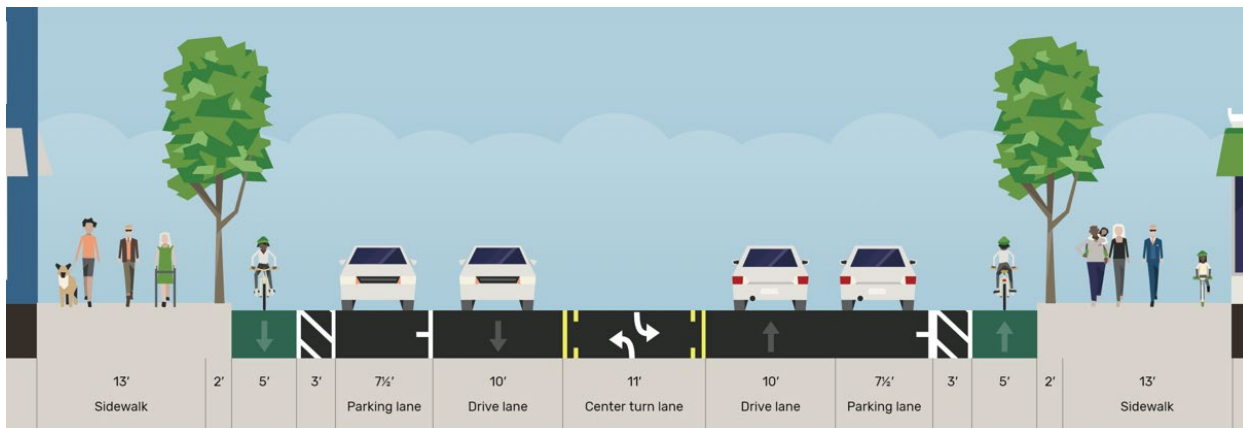 13' 2' 5' 3' 7½' 10' 11' 10' 7½' 3' 5' 2' 13'
Sidewalk Parking lane Drive lane Center turn lane Drive lane Parking lane Sidewalk